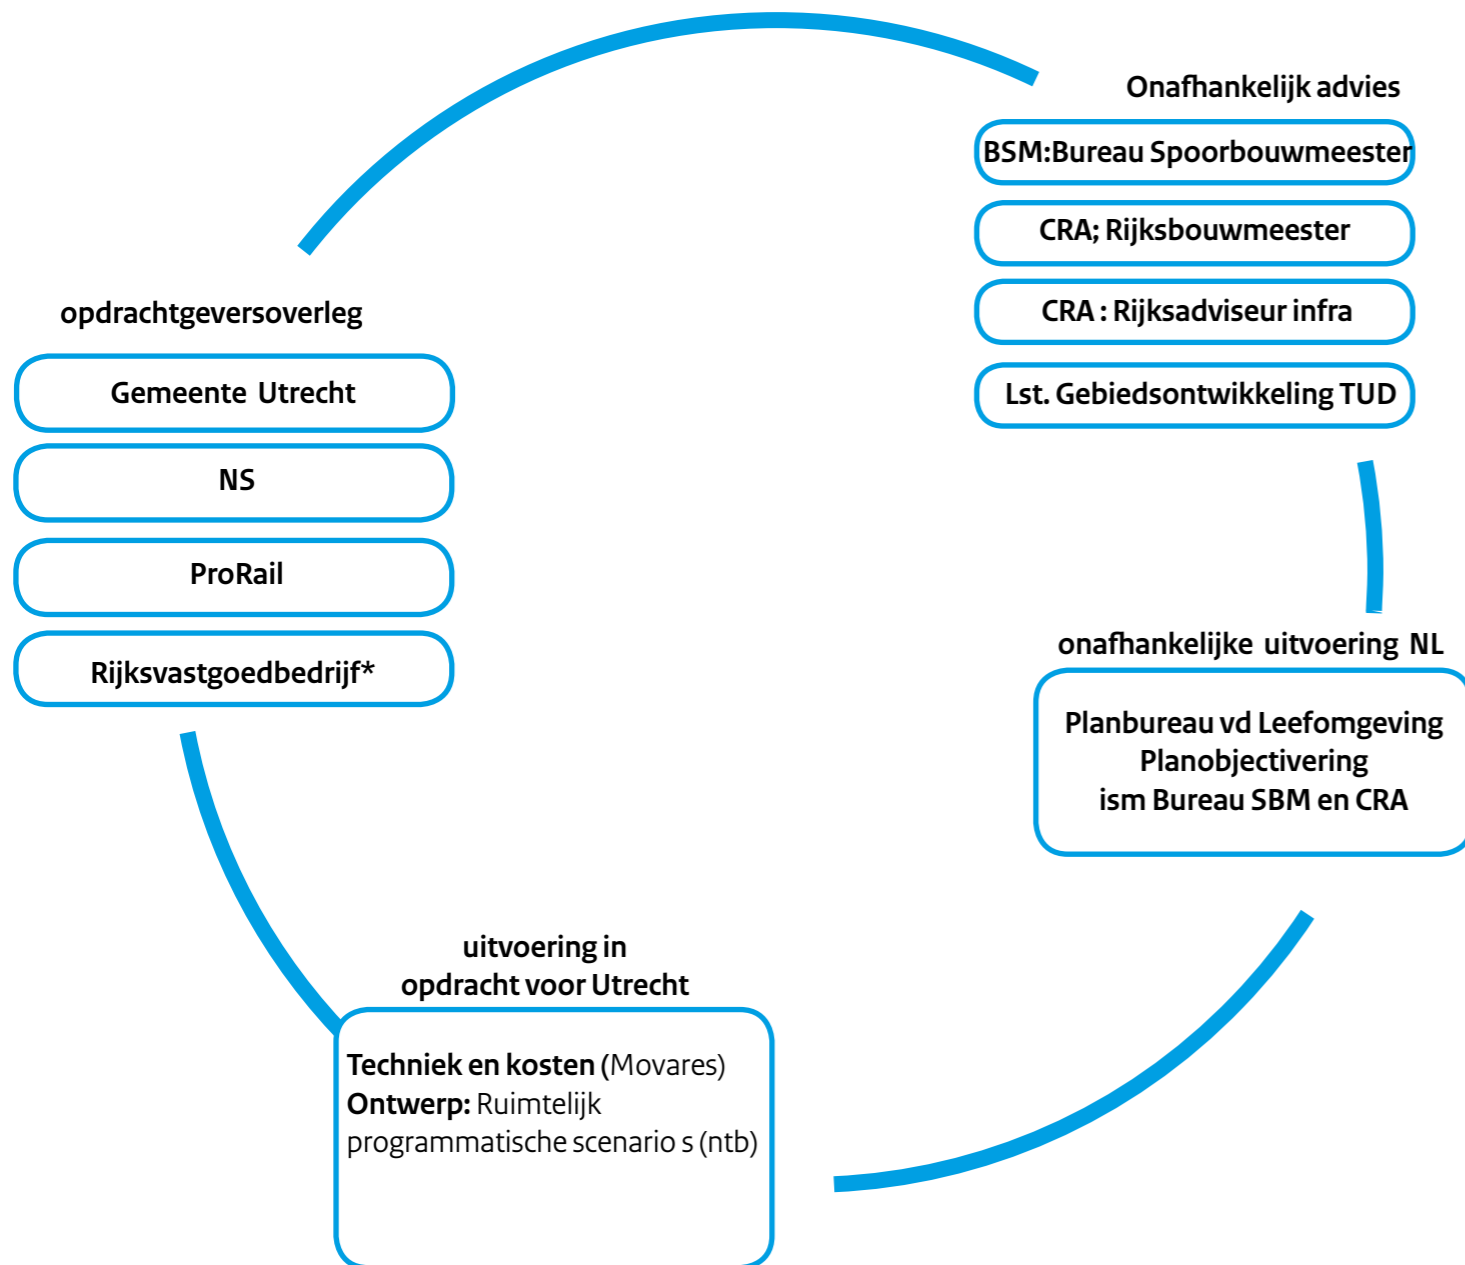 Onafhankelijk advies
BSM:Bureau Spoorbouwmeester
CRA; Rijksbouwmeester
CRA : Rijksadviseur infra
Lst. Gebiedsontwikkeling TUD
opdrachtgeversoverleg
Gemeente Utrecht
NS
ProRail
Rijksvastgoedbedrijf*
onafhankelijke uitvoering NL
Planbureau vd Leefomgeving
Planobjectivering
ism Bureau SBM en CRA
uitvoering in
opdracht voor Utrecht
Techniek en kosten (Movares)
Ontwerp: Ruimtelijk
programmatische scenario s (ntb)